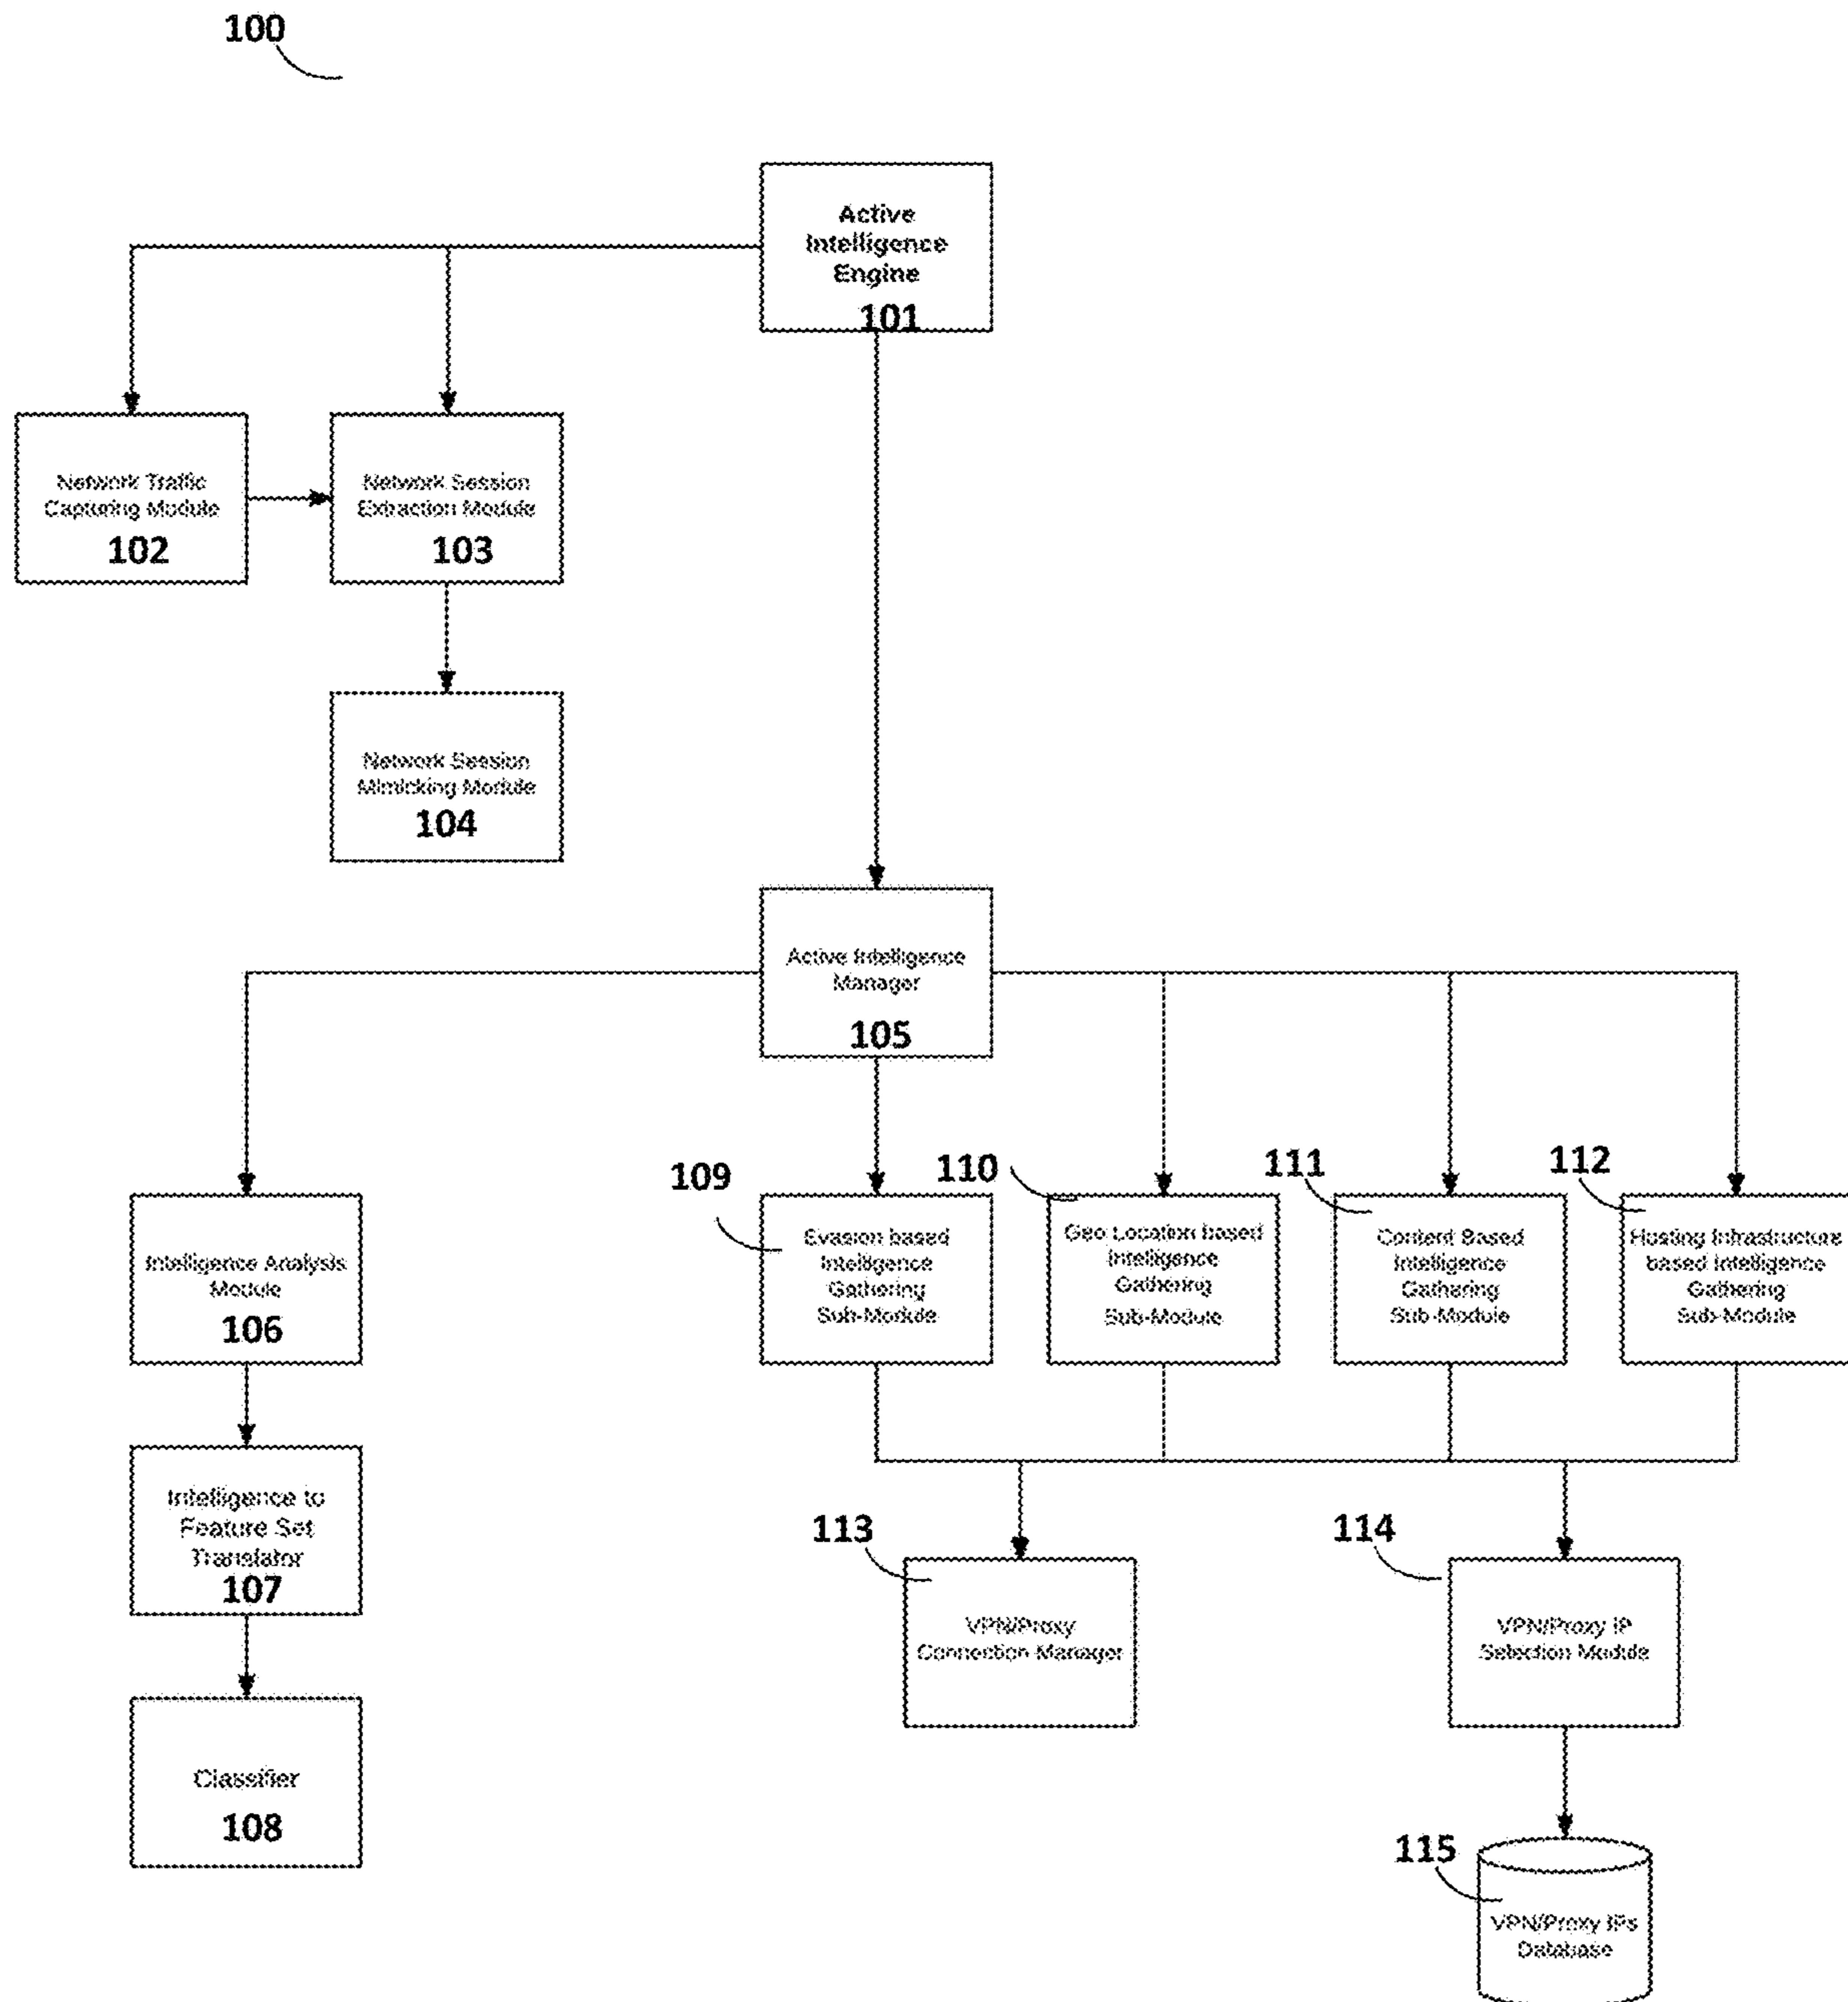 100
Active
Intelligence
Engine
101
Network Traffic
Capturing Module
102
Network Session
Extraction Module
103
Network Session
Mimicking Module
104
Active Intelligence
Manager
105
Intelligence Analysis
Module
106
109
Evasion based
Intelligence
Gathering
Sub-Module
110
Geo Location based
Intelligence
Gathering
Sub-Module
111
Content Based
Intelligence
Gathering
Sub-Module
112
Hosting Infrastructure
based Intelligence
Gathering
Sub-Module
Intelligence to
Feature Set
Translator
107
113
VPN/Proxy
Connection Manager
114
VPN/Proxy IP
Selection Module
Classifier
108
115
VPN/Proxy IPs
Database